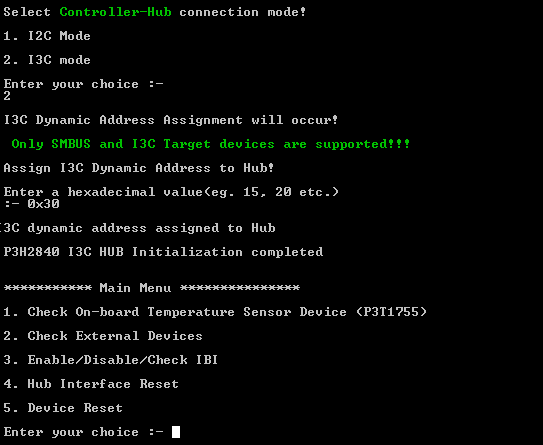 Select Controller-Hub connection mode!
1. I2C Mode
2. I3C mode
Enter your choice :-
2
I3C Dynamic Address Assignment will occur!
Only SMBUS and I3C Target devices are supported!!!
Assign I3C Dynamic Address to Hub!
Enter a hexadecimal value(eg. 15, 20 etc.)
:- 0x30
I3C dynamic address assigned to Hub
P3H2840 I3C HUB Initialization completed
*********** Main Menu ***************
1. Check On-board Temperature Sensor Device (P3T1755)
2. Check External Devices
3. Enable/Disable/Check IBI
4. Hub Interface Reset
5. Device Reset
Enter your choice :-